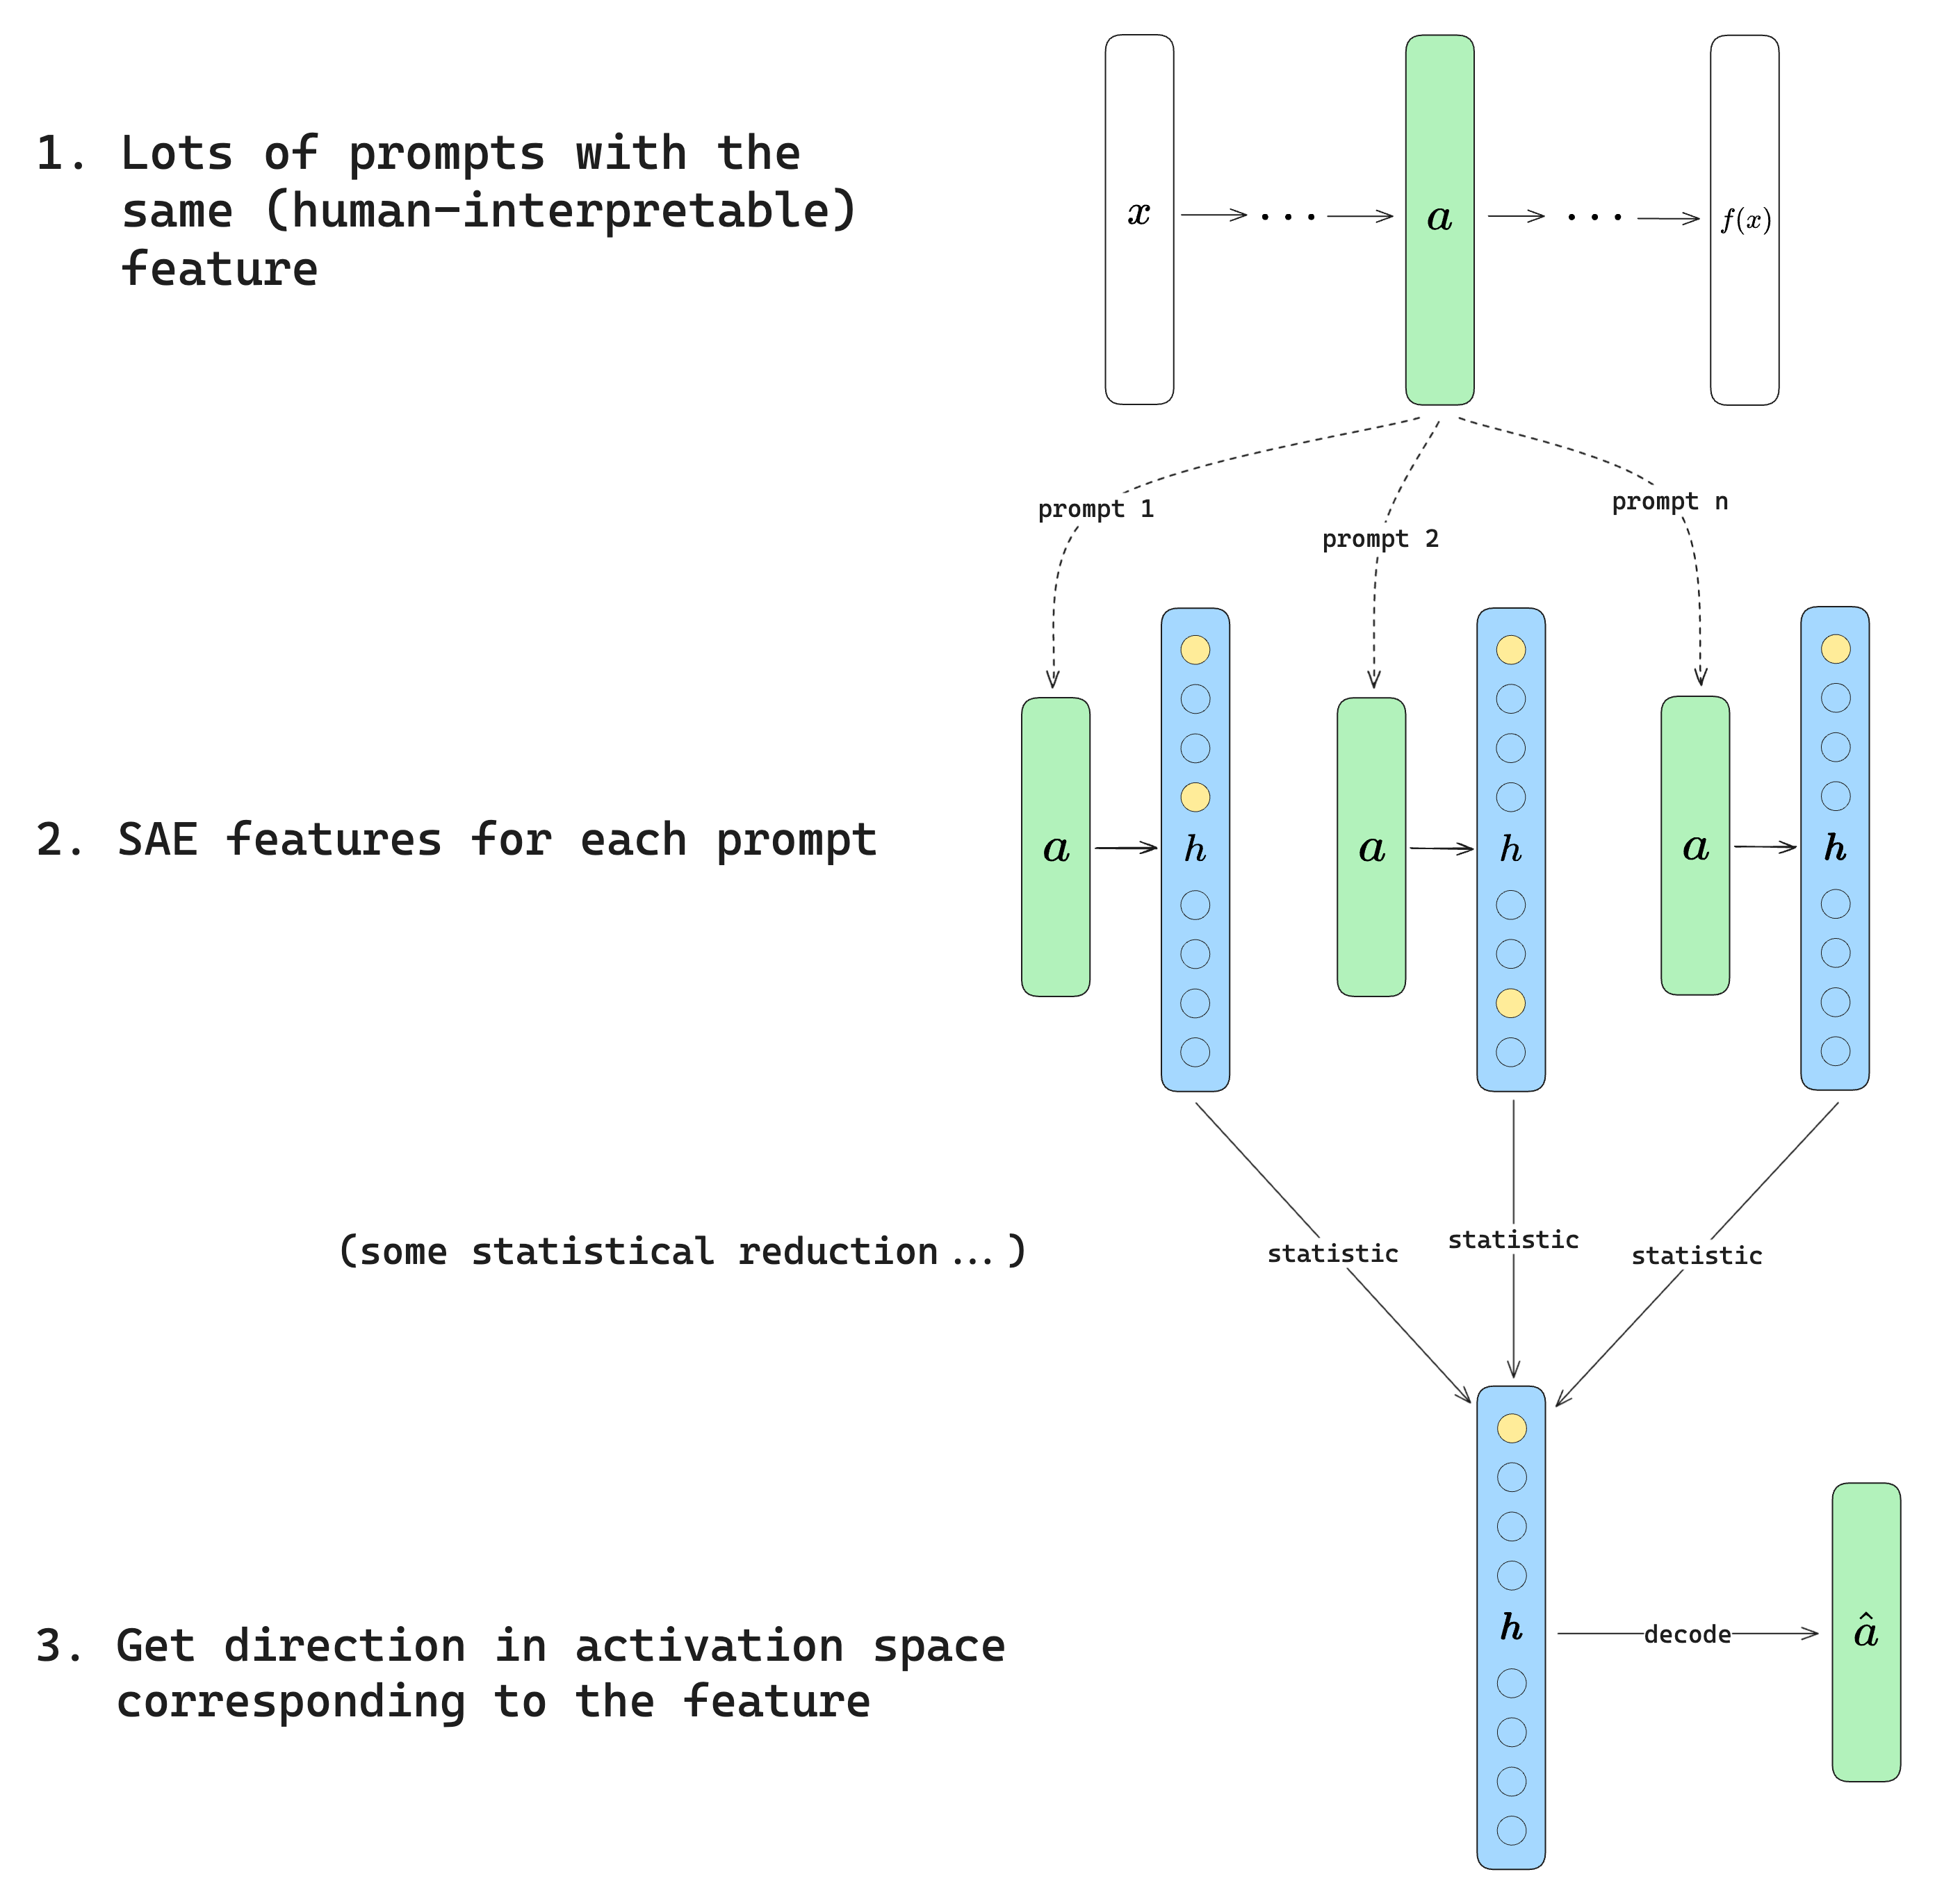 1. Lots of prompts with the
same (human-interpretable)
feature
x
...
a
...
f(x)
prompt 1
prompt 2
prompt n
2. SAE features for each prompt
a
h
a
h
a
h
(some statistical reduction ... )
statistic
statistic
statistic
3. Get direction in activation space
corresponding to the feature
h
decode
â